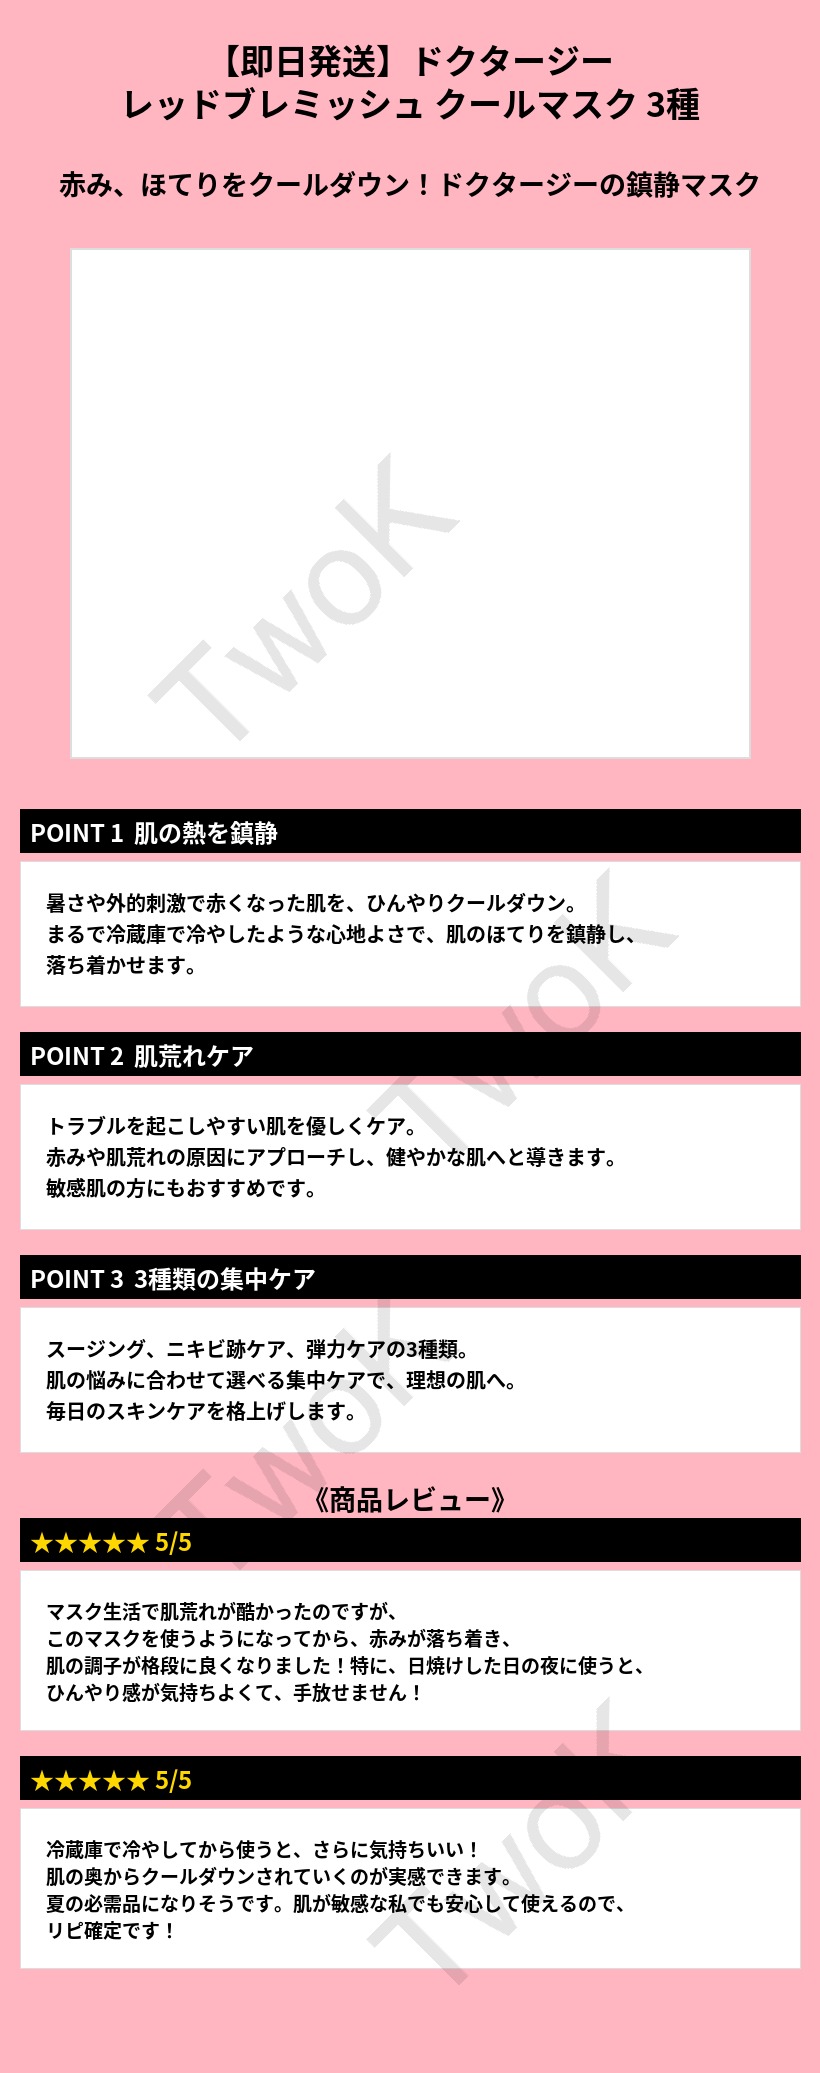 【即日発送】ドクタージー
レッドブレミッシュ クールマスク 3種
赤み、ほてりをクールダウン！ドクタージーの鎮静マスク
TwoK
POINT 1 肌の熱を鎮静
暑さや外的刺激で赤くなった肌を、ひんやりクールダウン。
まるで冷蔵庫で冷やしたような心地よさで、肌のほてりを鎮静し、
落ち着かせます。
TwoK
POINT 2 肌荒れケア
トラブルを起こしやすい肌を優しくケア。
赤みや肌荒れの原因にアプローチし、健やかな肌へと導きます。
敏感肌の方にもおすすめです。
POINT 3 3種類の集中ケア
スージング、ニキビ跡ケア、弾力ケアの3種類。
肌の悩みに合わせて選べる集中ケアで、理想の肌へ。
毎日のスキンケアを格上げします。
TwoK
《商品レビュー》
★★★★★ 5/5
マスク生活で肌荒れが酷かったのですが、
このマスクを使うようになってから、赤みが落ち着き、
肌の調子が格段に良くなりました！特に、日焼けした日の夜に使うと、
ひんやり感が気持ちよくて、手放せません！
★★★★★ 5/5
冷蔵庫で冷やしてから使うと、さらに気持ちいい！
肌の奥からクールダウンされていくのが実感できます。
夏の必需品になりそうです。肌が敏感な私でも安心して使えるので、
リピ確定です！
TwoK